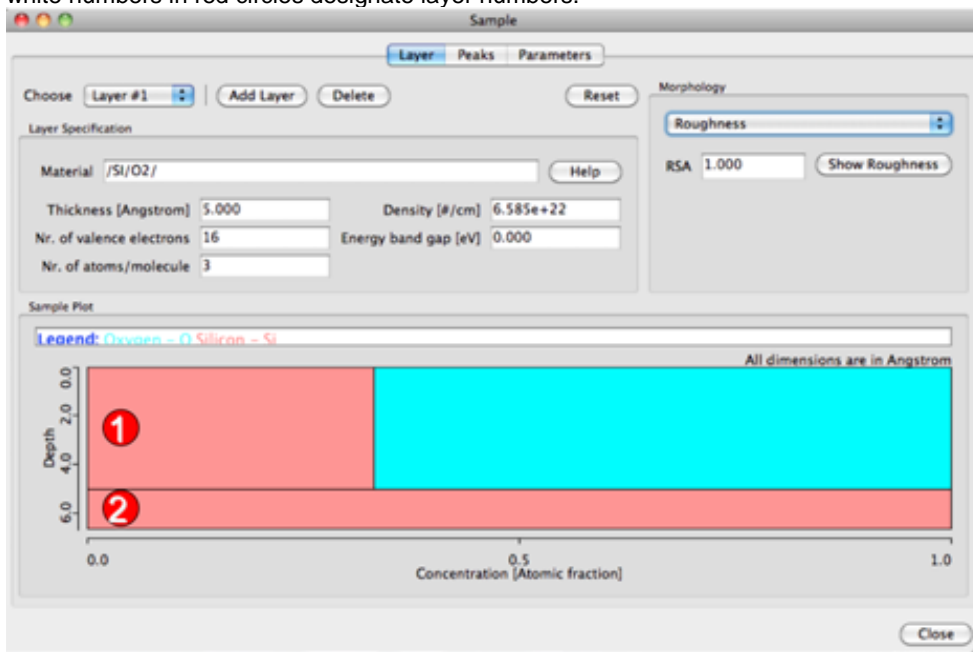 white numbers in red circles designate layer numbers.
Sample
Layer Peaks Parameters
Choose Layer #1 Add Layer Delete Reset
Layer Specification
Material /SI/O2/ Help
Thickness [Angstrom] 5.000 Density [#/cm] 6.585e+22
Nr. of valence electrons 16 Energy band gap [eV] 0.000
Nr. of atoms/molecule 3
Morphology
Roughness
RSA 1.000 Show Roughness
Sample Plot
Legend: Oxygen - O Silicon - Si
All dimensions are in Angstrom
Depth
0.0
2.0
4.0
6.0
1
2
0.0 0.5 1.0
Concentration [Atomic fraction]
Close